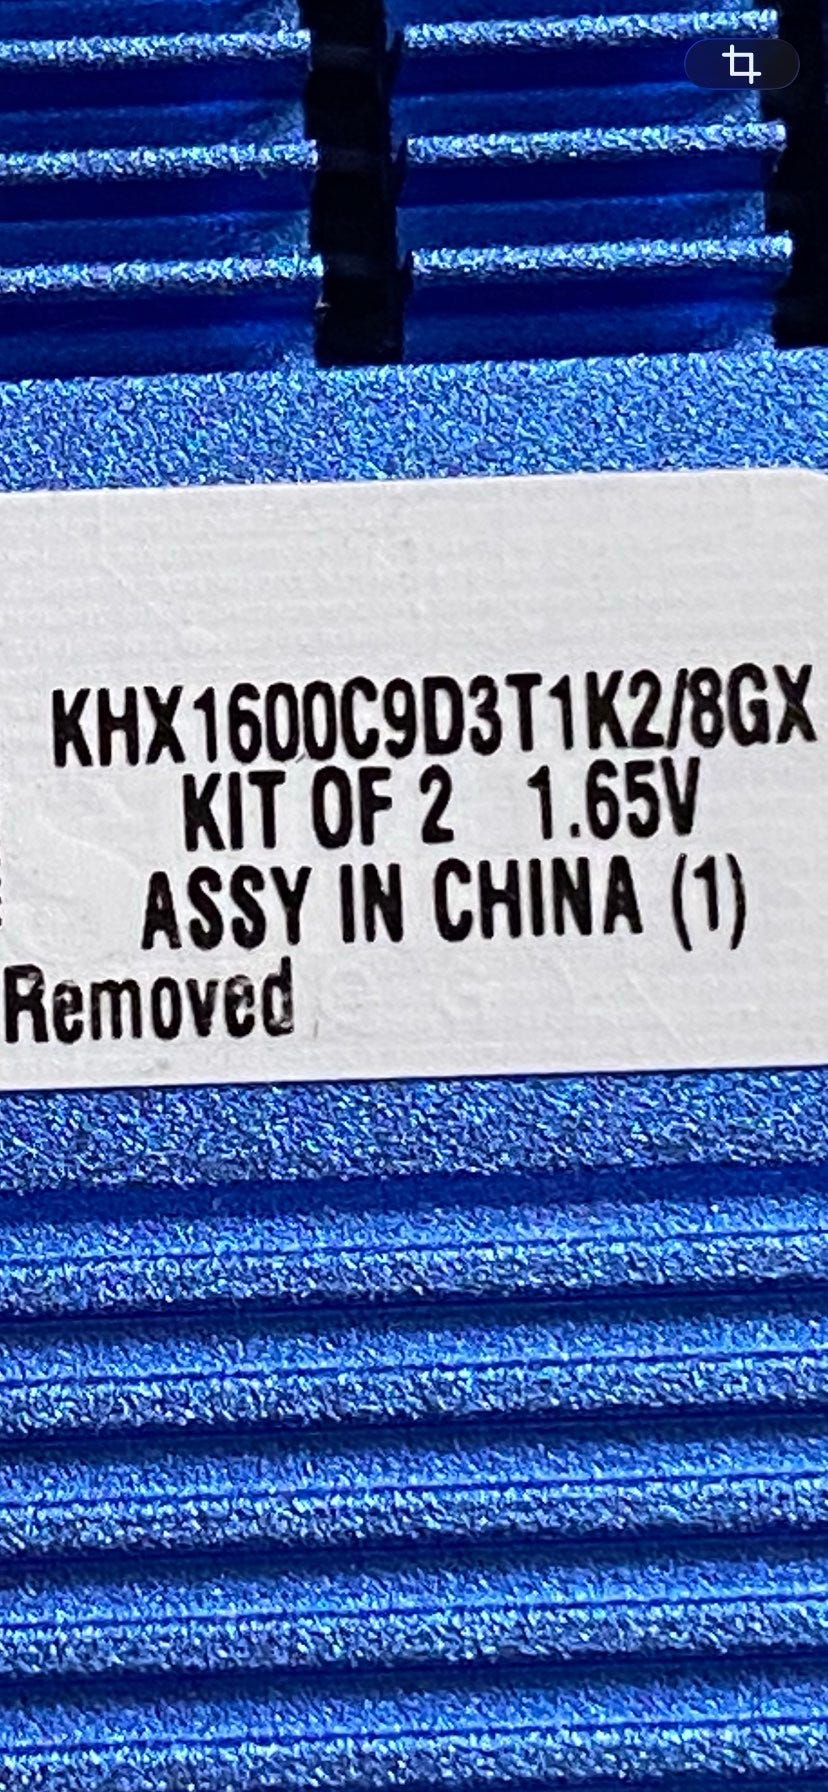 KHX1600C9D3T1K2/8GX
KIT OF 2 1.65V
ASSY IN CHINA (1)
Removed